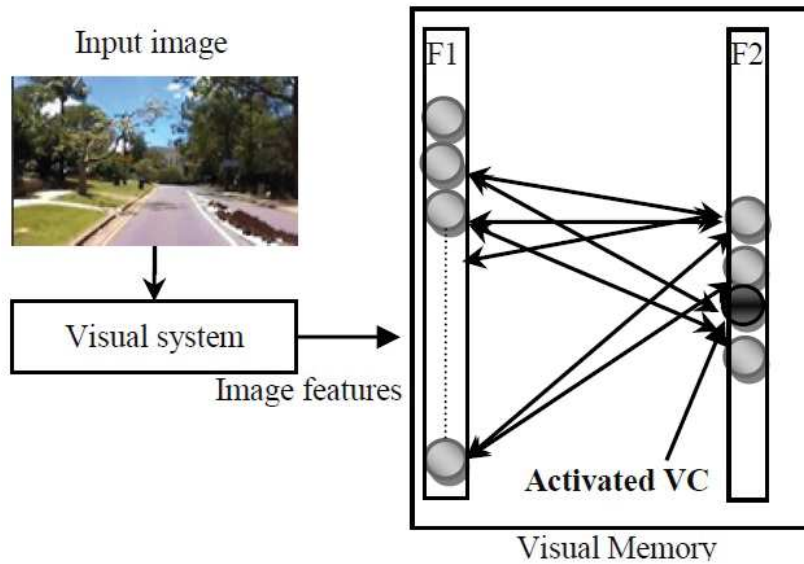 Input image
F1
F2
Visual system
Image features
Activated VC
Visual Memory